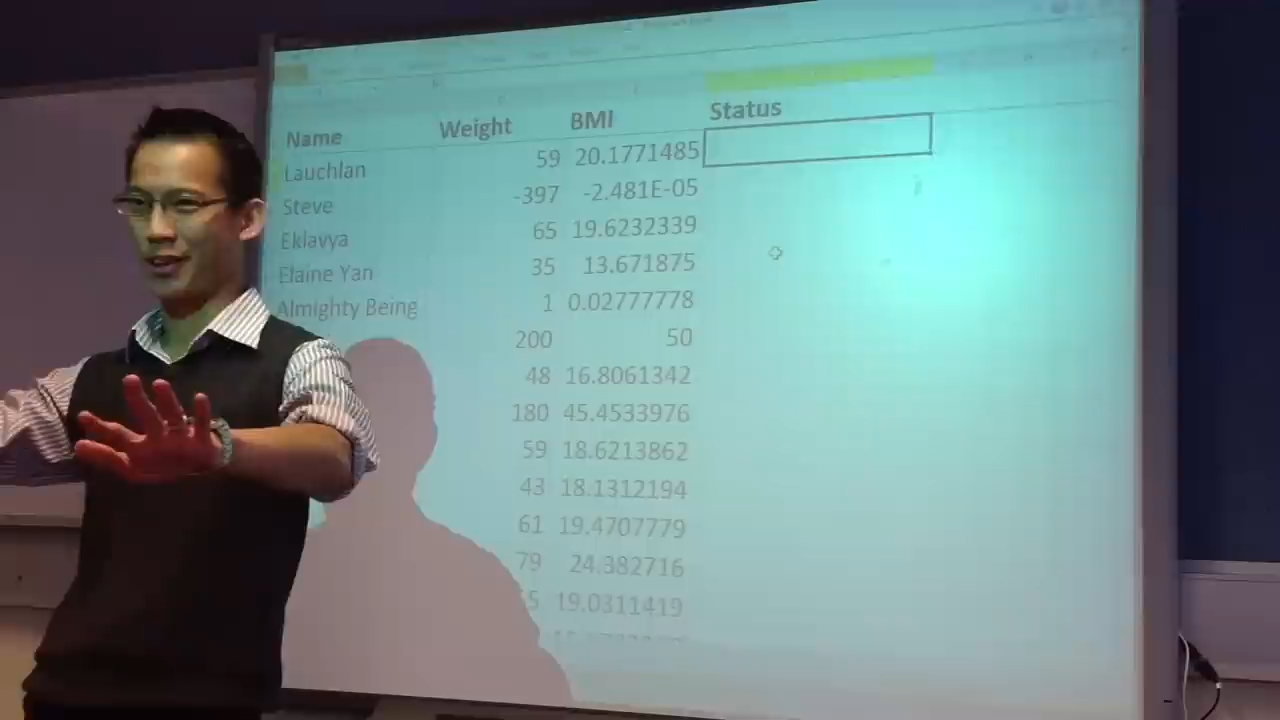 Name Weight BMI Status
Lauchlan 59 20.1771485
Steve -397 -2.481E-05
Eklavya 65 19.6232339
Elaine Yan 35 13.671875
Almighty Being 1 0.02777778
200 50
48 16.8061342
180 45.4533976
59 18.6213862
43 18.1312194
61 19.4707779
79 24.382716
5 19.0311419